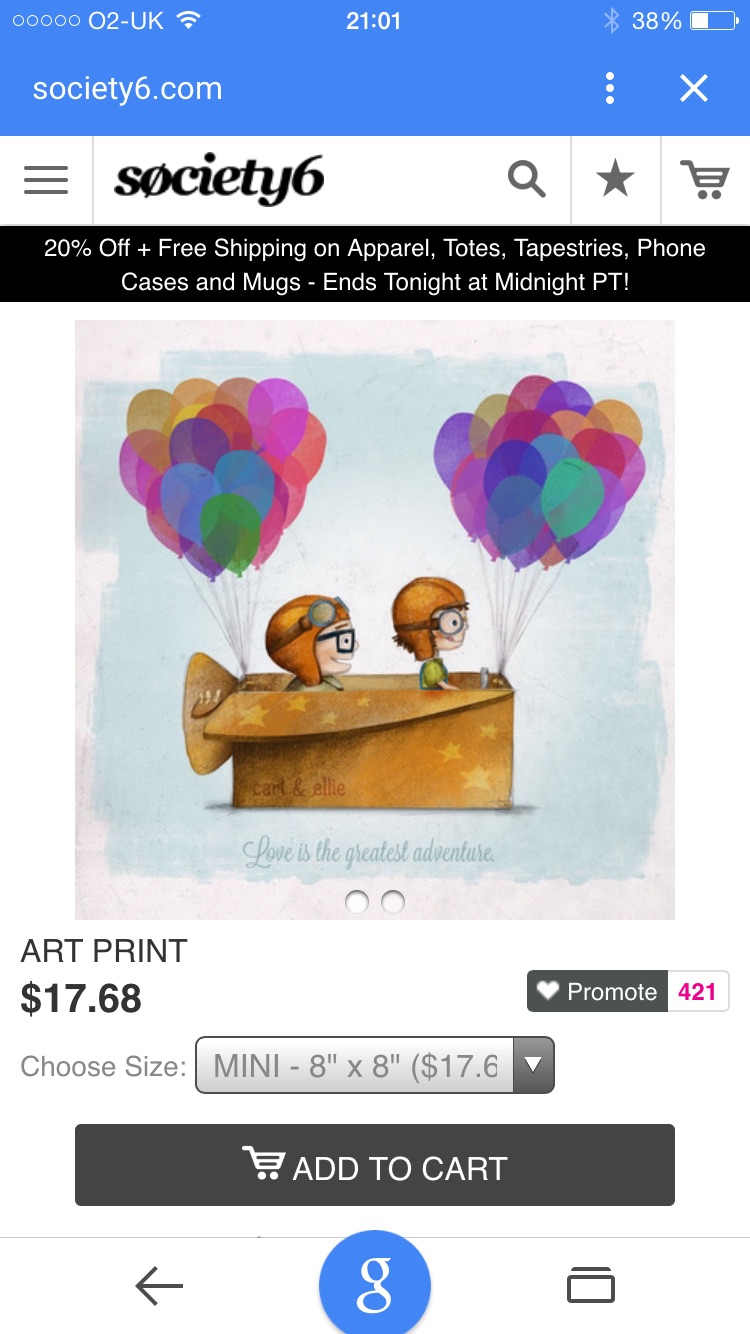 O2-UK 21:01 38%
society6.com
søciety6
20% Off + Free Shipping on Apparel, Totes, Tapestries, Phone
Cases and Mugs - Ends Tonight at Midnight PT!
carl & ellie
Love is the greatest adventure.
ART PRINT
$17.68
Promote 421
Choose Size: MINI - 8" x 8" ($17.6
ADD TO CART
g